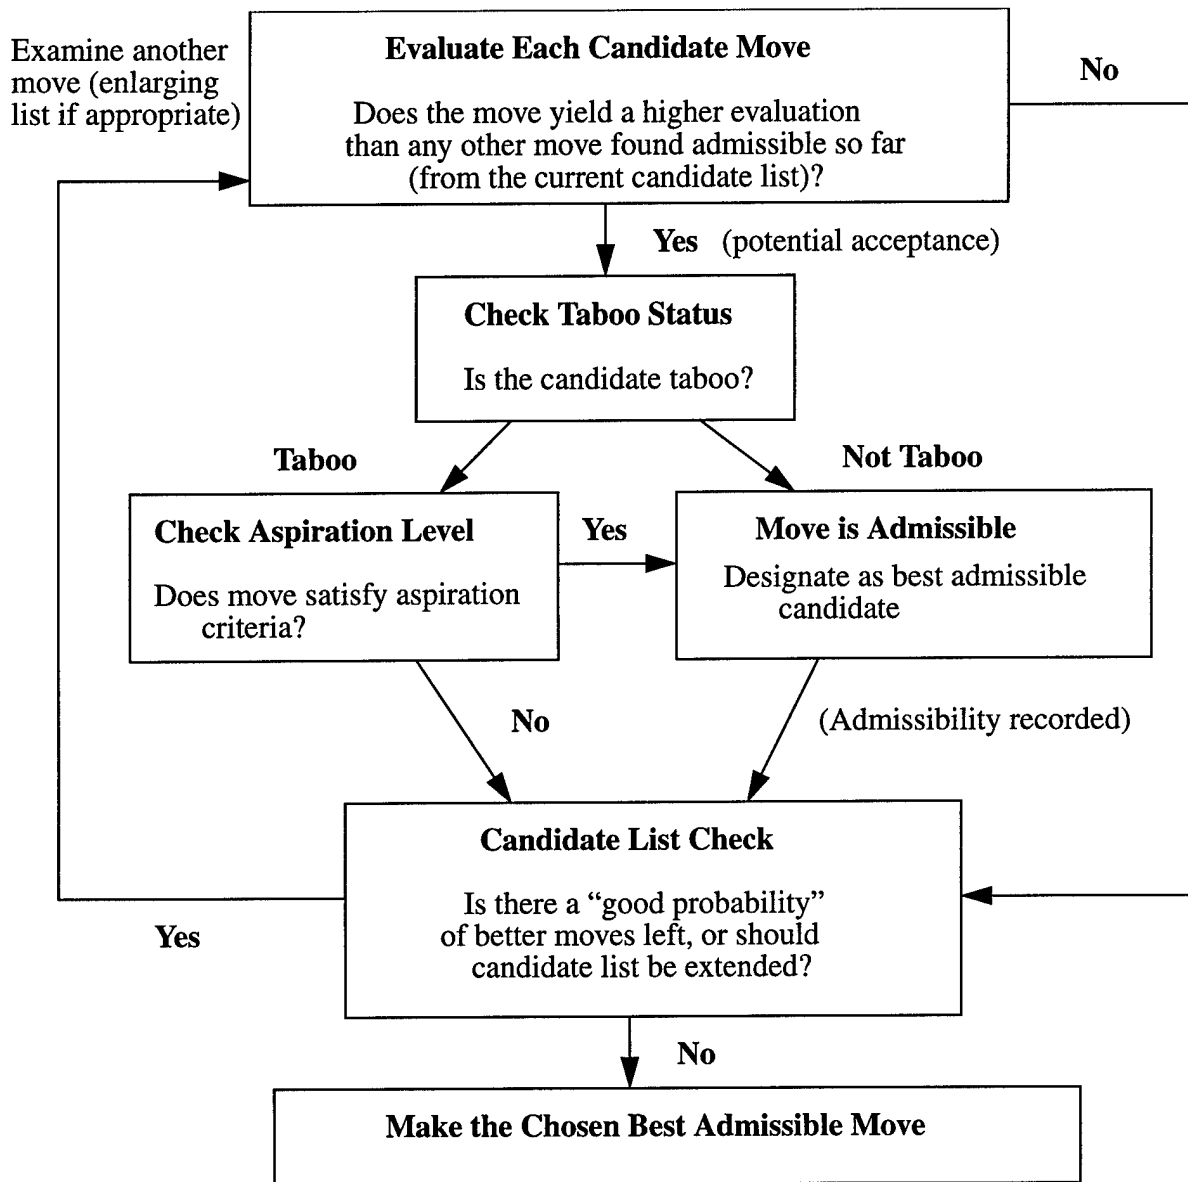 Examine another
move (enlarging
list if appropriate)
Evaluate Each Candidate Move
Does the move yield a higher evaluation
than any other move found admissible so far
(from the current candidate list)?
No
Yes (potential acceptance)
Check Taboo Status
Is the candidate taboo?
Taboo
Not Taboo
Check Aspiration Level
Does move satisfy aspiration
criteria?
Yes
Move is Admissible
Designate as best admissible
candidate
No
(Admissibility recorded)
Candidate List Check
Is there a “good probability”
of better moves left, or should
candidate list be extended?
Yes
No
Make the Chosen Best Admissible Move